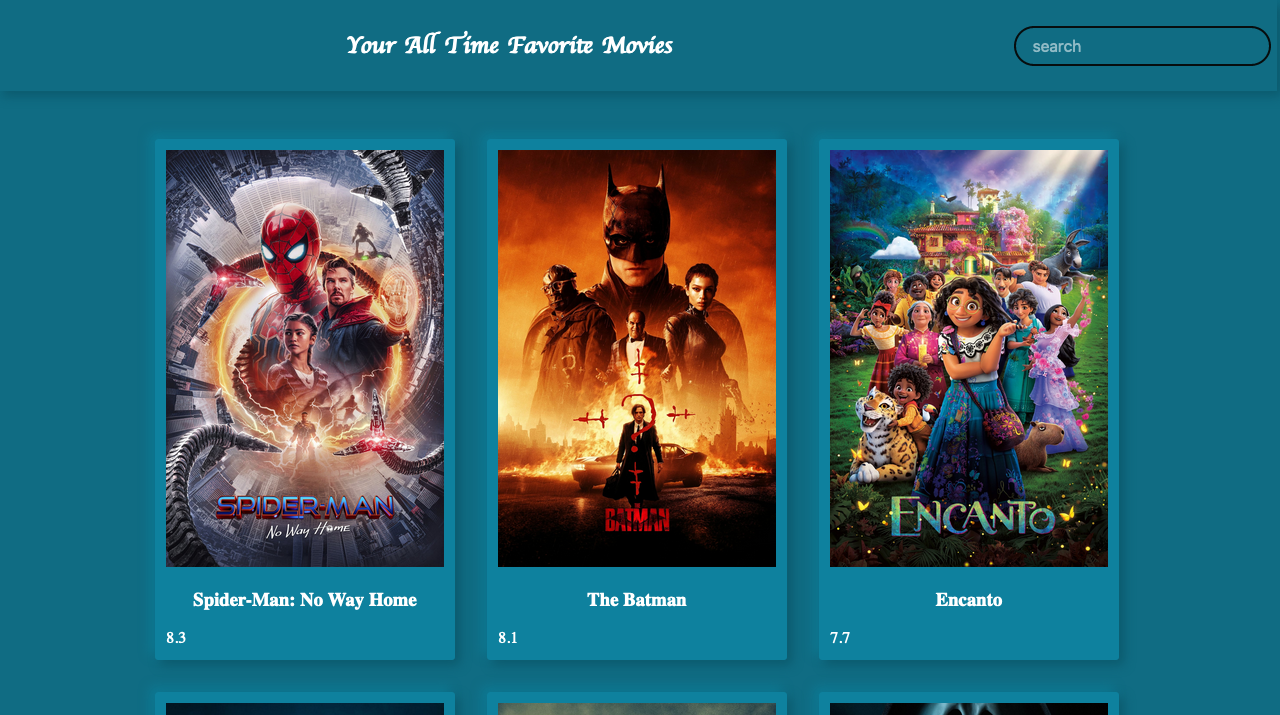 Your All Time Favorite Movies
search
SPIDER-MAN
No Way Home
THE
BATMAN
ENCANTO
Spider-Man: No Way Home
The Batman
Encanto
8.3
8.1
7.7